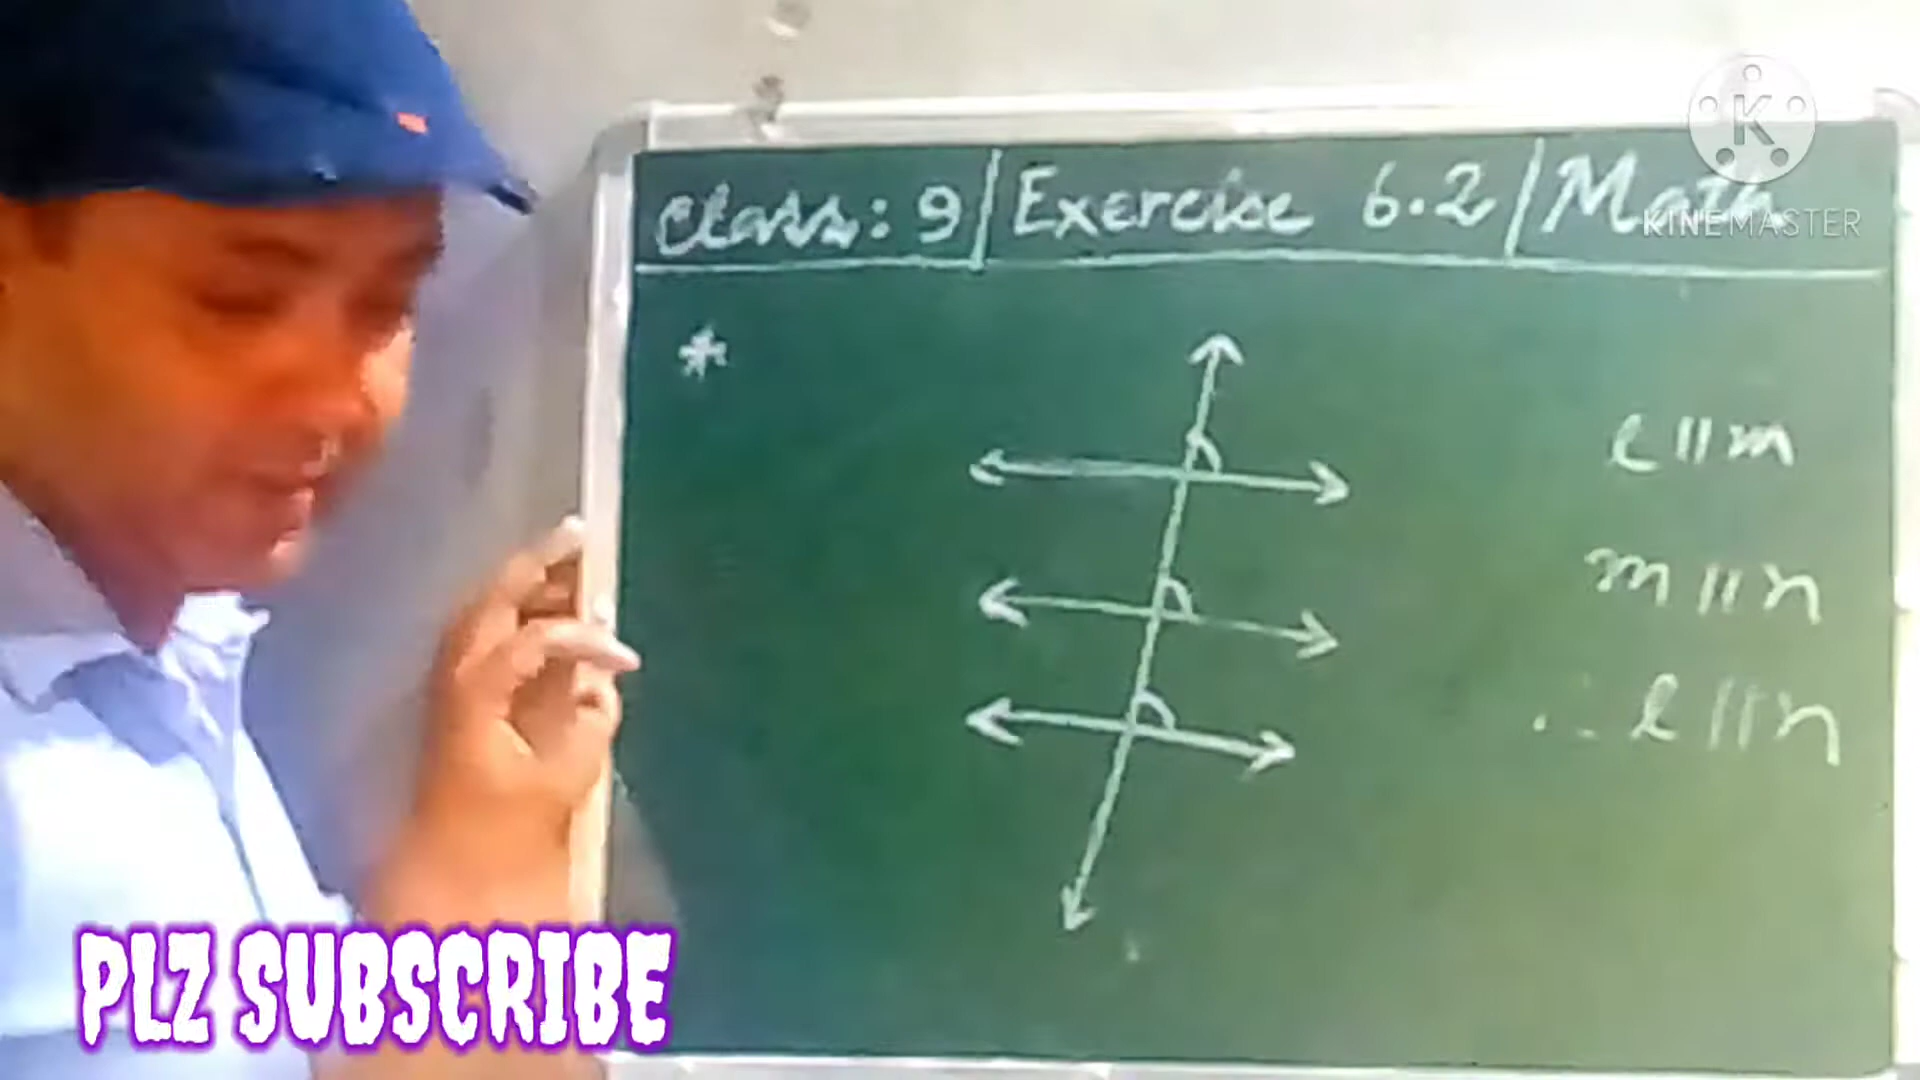 Class: 9 | Exercise 6.2 | Math
K
KINEMASTER
*
l || m
m || n
∴ l || n
PLZ SUBSCRIBE